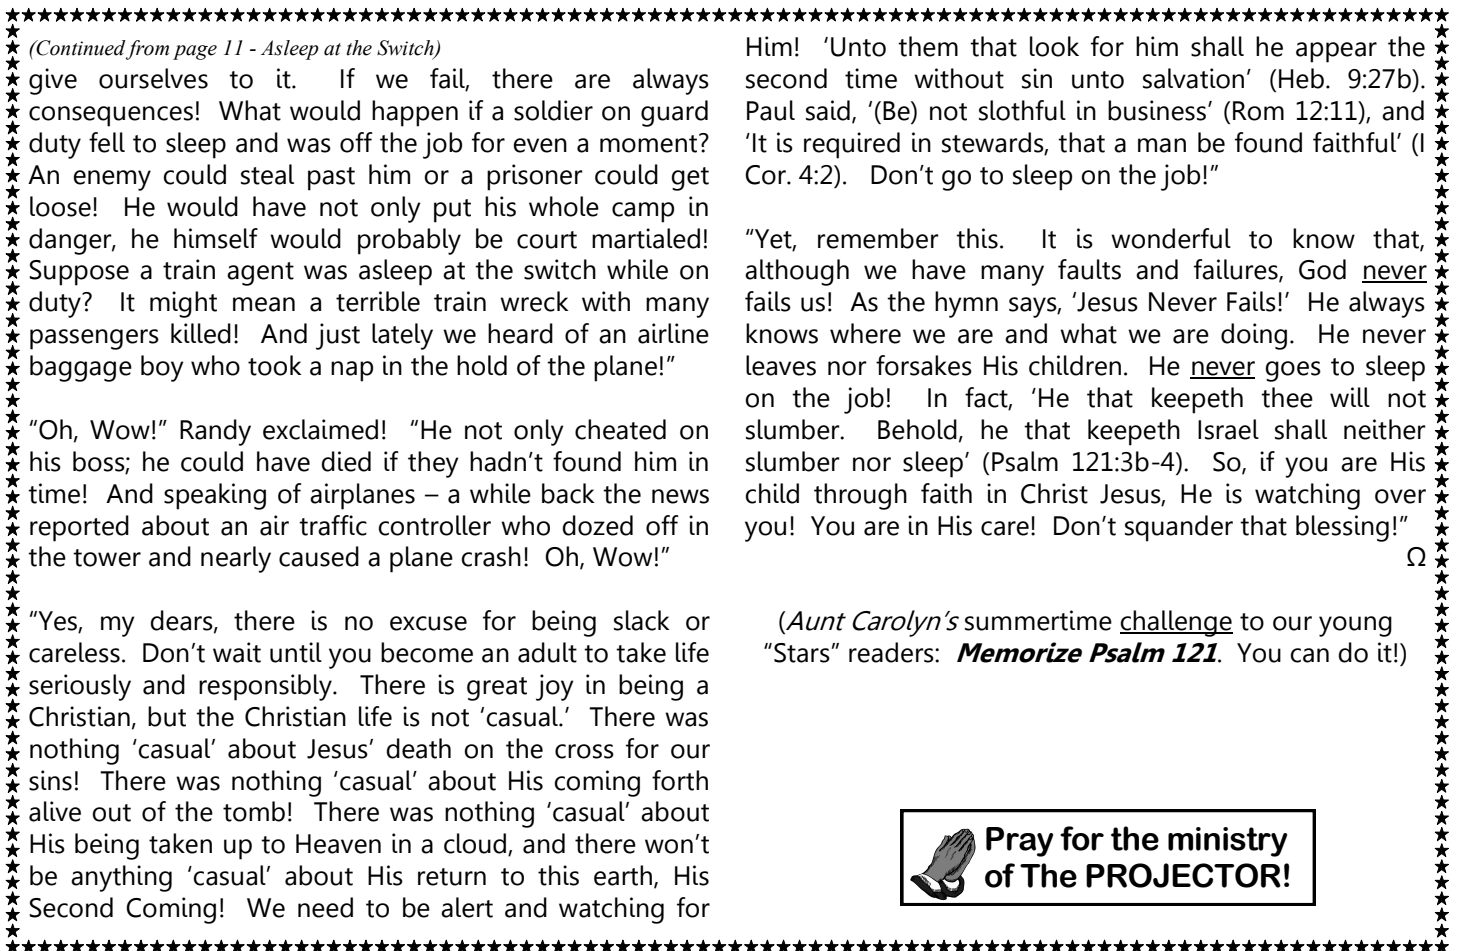 (Continued from page 11 - Asleep at the Switch)
give ourselves to it. If we fail, there are always
consequences! What would happen if a soldier on guard
duty fell to sleep and was off the job for even a moment?
An enemy could steal past him or a prisoner could get
loose! He would have not only put his whole camp in
danger, he himself would probably be court martialed!
Suppose a train agent was asleep at the switch while on
duty? It might mean a terrible train wreck with many
passengers killed! And just lately we heard of an airline
baggage boy who took a nap in the hold of the plane!”

“Oh, Wow!” Randy exclaimed! “He not only cheated on
his boss; he could have died if they hadn’t found him in
time! And speaking of airplanes – a while back the news
reported about an air traffic controller who dozed off in
the tower and nearly caused a plane crash! Oh, Wow!”

“Yes, my dears, there is no excuse for being slack or
careless. Don’t wait until you become an adult to take life
seriously and responsibly. There is great joy in being a
Christian, but the Christian life is not ‘casual.’ There was
nothing ‘casual’ about Jesus’ death on the cross for our
sins! There was nothing ‘casual’ about His coming forth
alive out of the tomb! There was nothing ‘casual’ about
His being taken up to Heaven in a cloud, and there won’t
be anything ‘casual’ about His return to this earth, His
Second Coming! We need to be alert and watching for
Him! ‘Unto them that look for him shall he appear the
second time without sin unto salvation’ (Heb. 9:27b).
Paul said, ‘(Be) not slothful in business’ (Rom 12:11), and
‘It is required in stewards, that a man be found faithful’ (I
Cor. 4:2). Don’t go to sleep on the job!”

“Yet, remember this. It is wonderful to know that,
although we have many faults and failures, God never
fails us! As the hymn says, ‘Jesus Never Fails!’ He always
knows where we are and what we are doing. He never
leaves nor forsakes His children. He never goes to sleep
on the job! In fact, ‘He that keepeth thee will not
slumber. Behold, he that keepeth Israel shall neither
slumber nor sleep’ (Psalm 121:3b-4). So, if you are His
child through faith in Christ Jesus, He is watching over
you! You are in His care! Don’t squander that blessing!”
Ω

(Aunt Carolyn’s summertime challenge to our young
“Stars” readers: Memorize Psalm 121. You can do it!)

Pray for the ministry
of The PROJECTOR!